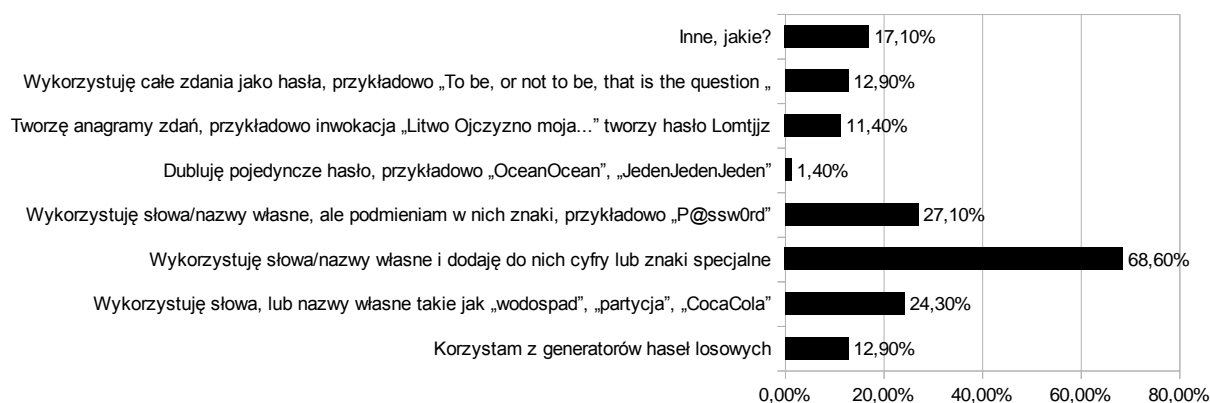 Inne, jakie? 17,10%
Wykorzystuję całe zdania jako hasła, przykładowo „To be, or not to be, that is the question „ 12,90%
Tworzę anagramy zdań, przykładowo inwokacja „Litwo Ojczyzno moja...” tworzy hasło Lomtjjz 11,40%
Dubluję pojedyncze hasło, przykładowo „OceanOcean”, „JedenJedenJeden” 1,40%
Wykorzystuję słowa/nazwy własne, ale podmieniam w nich znaki, przykładowo „P@ssw0rd” 27,10%
Wykorzystuję słowa/nazwy własne i dodaję do nich cyfry lub znaki specjalne 68,60%
Wykorzystuję słowa, lub nazwy własne takie jak „wodospad”, „partycja”, „CocaCola” 24,30%
Korzystam z generatorów haseł losowych 12,90%
0,00% 20,00% 40,00% 60,00% 80,00%